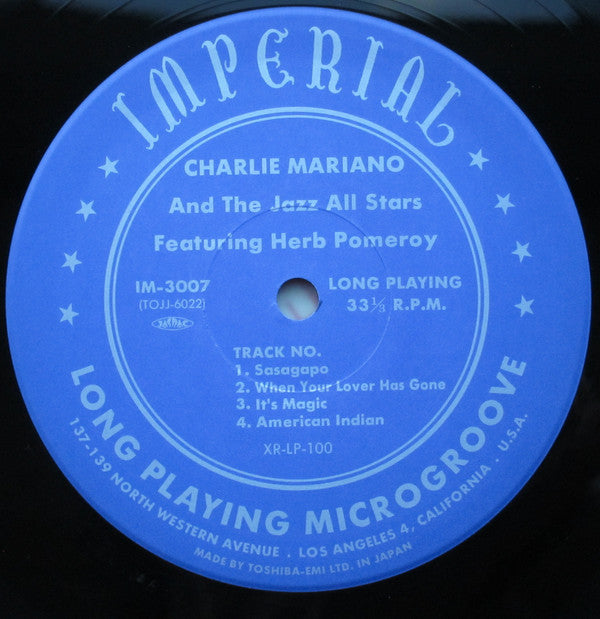 IMPERIAL
CHARLIE MARIANO
And The Jazz All Stars
Featuring Herb Pomeroy
IM-3007
(TOJJ-6022)
LONG PLAYING
33⅓ R.P.M.
TRACK NO.
1. Sasagapo
2. When Your Lover Has Gone
3. It's Magic
4. American Indian
XR-LP-100
LONG PLAYING MICROGROOVE
137-139 NORTH WESTERN AVENUE . LOS ANGELES 4, CALIFORNIA . U.S.A.
MADE BY TOSHIBA-EMI LTD. IN JAPAN